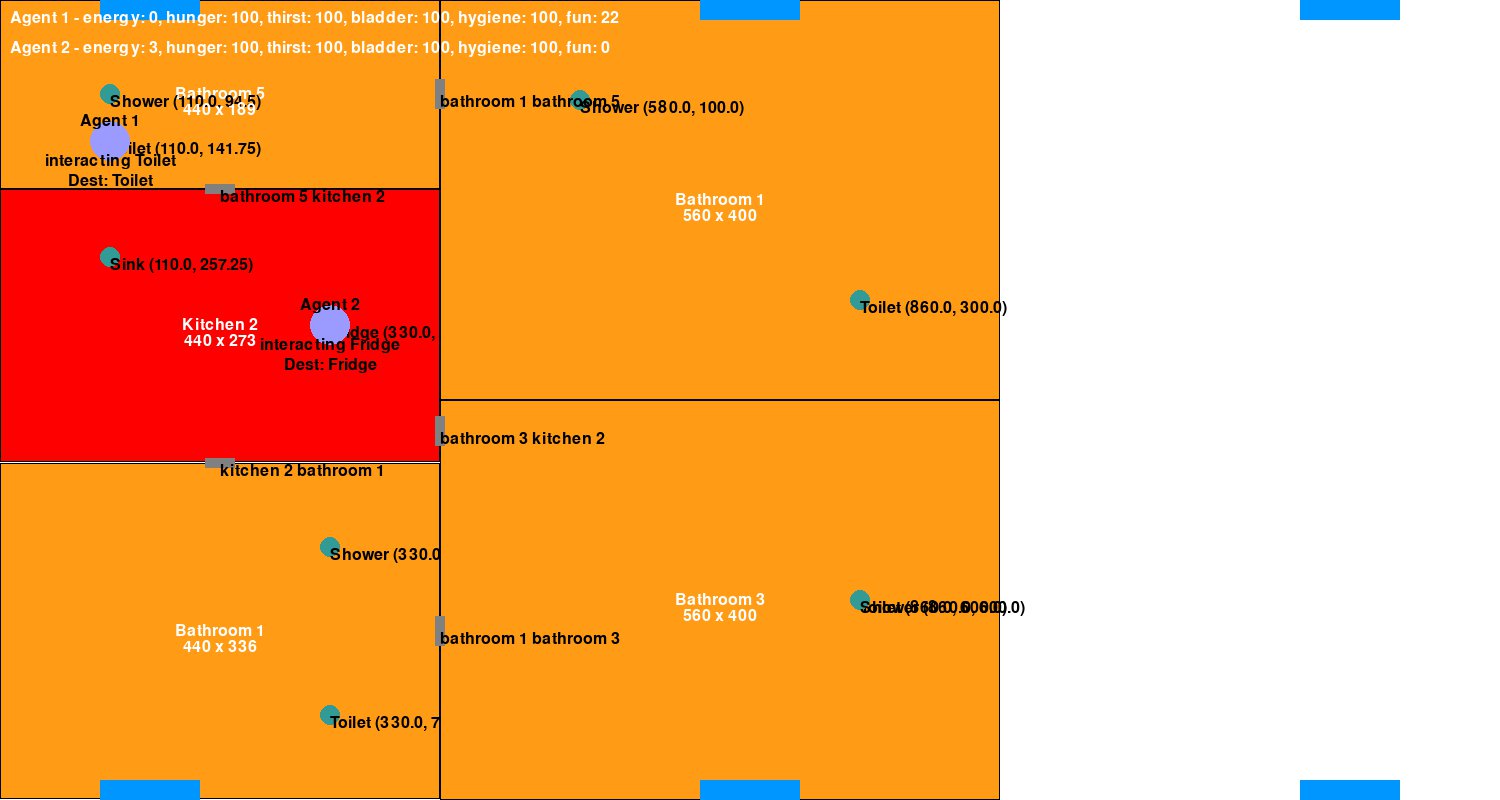 Agent 1 - energy: 0, hunger: 100, thirst: 100, bladder: 100, hygiene: 100, fun: 22
Agent 2 - energy: 3, hunger: 100, thirst: 100, bladder: 100, hygiene: 100, fun: 0
Bathroom 5
440 x 189
Shower (110.0, 94.5)
bathroom 1 bathroom 5
Shower (580.0, 100.0)
Agent 1
ilet (110.0, 141.75)
interacting Toilet
Dest: Toilet
bathroom 5 kitchen 2
Bathroom 1
560 x 400
Sink (110.0, 257.25)
Agent 2
Toilet (860.0, 300.0)
Kitchen 2
440 x 273
dge (330.0,
interacting Fridge
Dest: Fridge
bathroom 3 kitchen 2
kitchen 2 bathroom 1
Shower (330.0
Bathroom 3
560 x 400
Bathroom 1
440 x 336
bathroom 1 bathroom 3
Toilet (330.0, 7